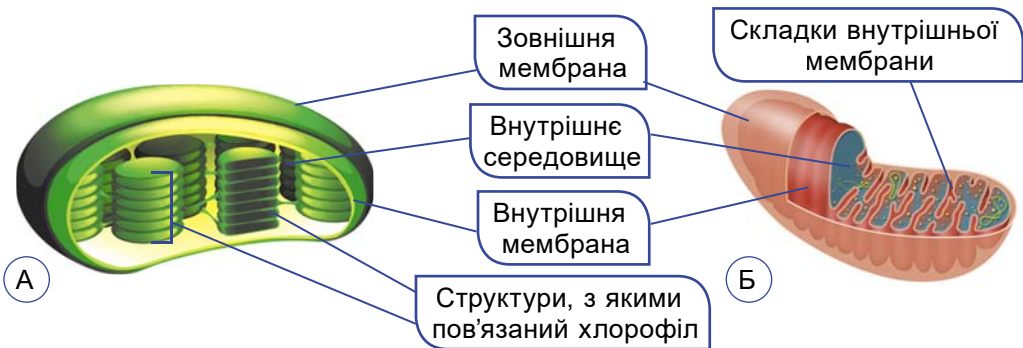 Зовнішня
мембрана
Складки внутрішньої
мембрани
Внутрішнє
середовище
Внутрішня
мембрана
Структури, з якими
пов’язаний хлорофіл
А
Б